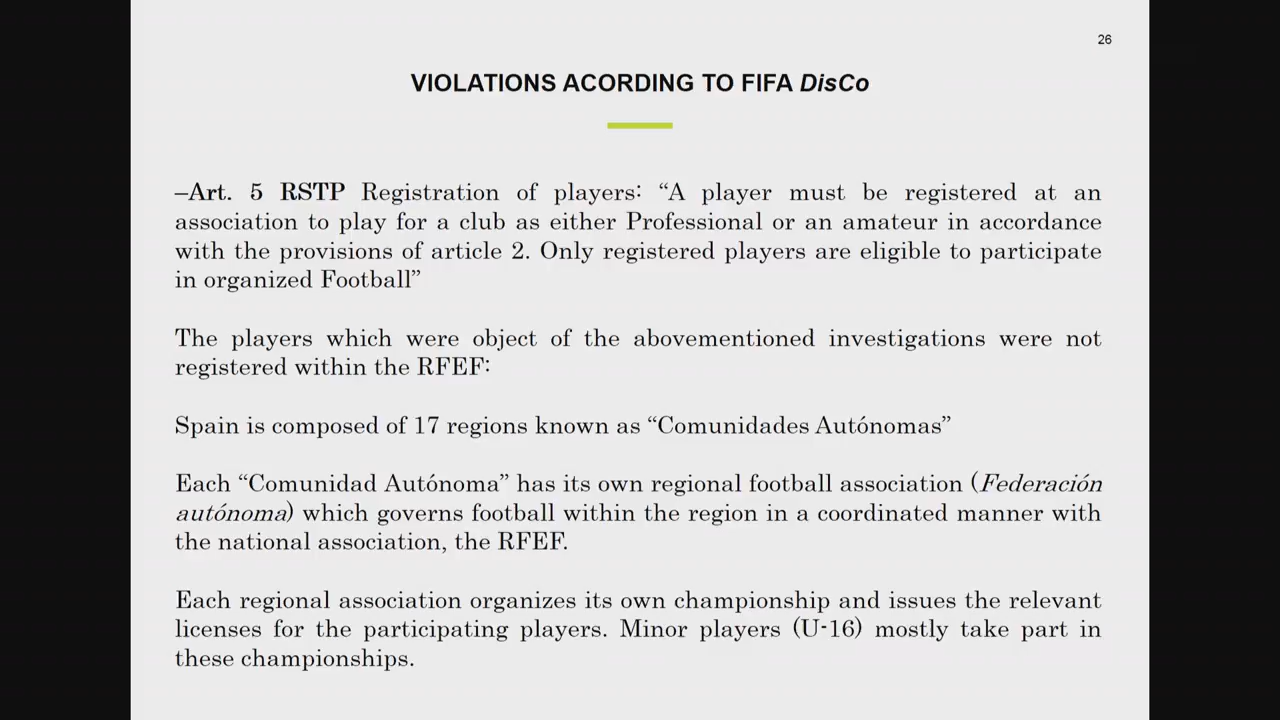 26
VIOLATIONS ACORDING TO FIFA DisCo
–Art. 5 RSTP Registration of players: “A player must be registered at an
association to play for a club as either Professional or an amateur in accordance
with the provisions of article 2. Only registered players are eligible to participate
in organized Football”
The players which were object of the abovementioned investigations were not
registered within the RFEF:
Spain is composed of 17 regions known as “Comunidades Autónomas”
Each “Comunidad Autónoma” has its own regional football association (Federación
autónoma) which governs football within the region in a coordinated manner with
the national association, the RFEF.
Each regional association organizes its own championship and issues the relevant
licenses for the participating players. Minor players (U-16) mostly take part in
these championships.